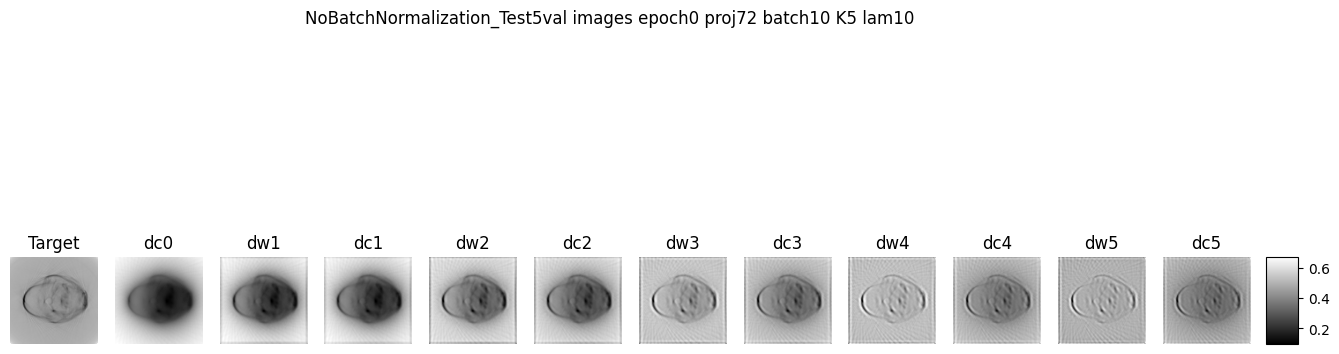 NoBatchNormalization_Test5val images epoch0 proj72 batch10 K5 lam10
Target dc0 dw1 dc1 dw2 dc2 dw3 dc3 dw4 dc4 dw5 dc5
0.6
0.4
0.2